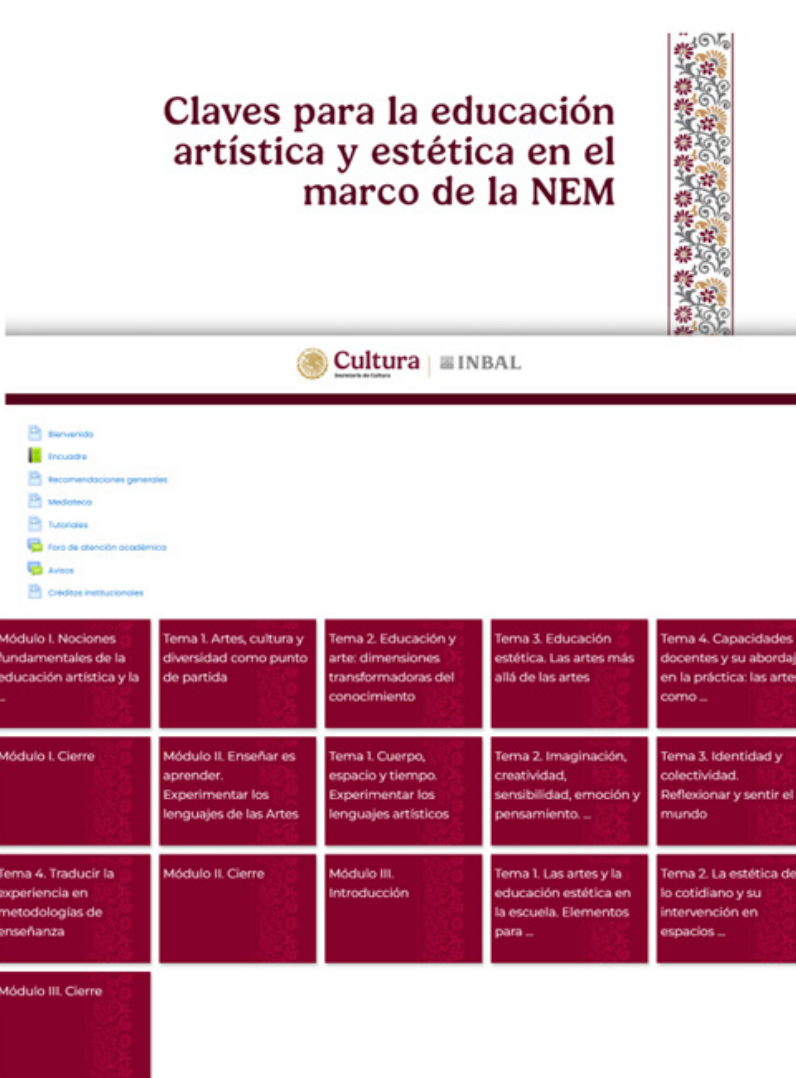 Claves para la educación
artística y estética en el
marco de la NEM
Cultura
Secretaría de Cultura
INBAL
Bienvenida
Encuadre
Recomendaciones generales
Mediateca
Tutoriales
Foro de atención académica
Avisos
Créditos institucionales
Módulo I. Nociones
fundamentales de la
educación artística y la
...
Tema 1. Artes, cultura y
diversidad como punto
de partida
Tema 2. Educación y
arte: dimensiones
transformadoras del
conocimiento
Tema 3. Educación
estética. Las artes más
allá de las artes
Tema 4. Capacidades
docentes y su abordaj
en la práctica: las artes
como ...
Módulo I. Cierre
Módulo II. Enseñar es
aprender.
Experimentar los
lenguajes de las Artes
Tema 1. Cuerpo,
espacio y tiempo.
Experimentar los
lenguajes artísticos
Tema 2. Imaginación,
creatividad,
sensibilidad, emoción y
pensamiento. ...
Tema 3. Identidad y
colectividad.
Reflexionar y sentir el
mundo
Tema 4. Traducir la
experiencia en
metodologías de
enseñanza
Módulo II. Cierre
Módulo III.
Introducción
Tema 1. Las artes y la
educación estética en
la escuela. Elementos
para ...
Tema 2. La estética de
lo cotidiano y su
intervención en
espacios ...
Módulo III. Cierre